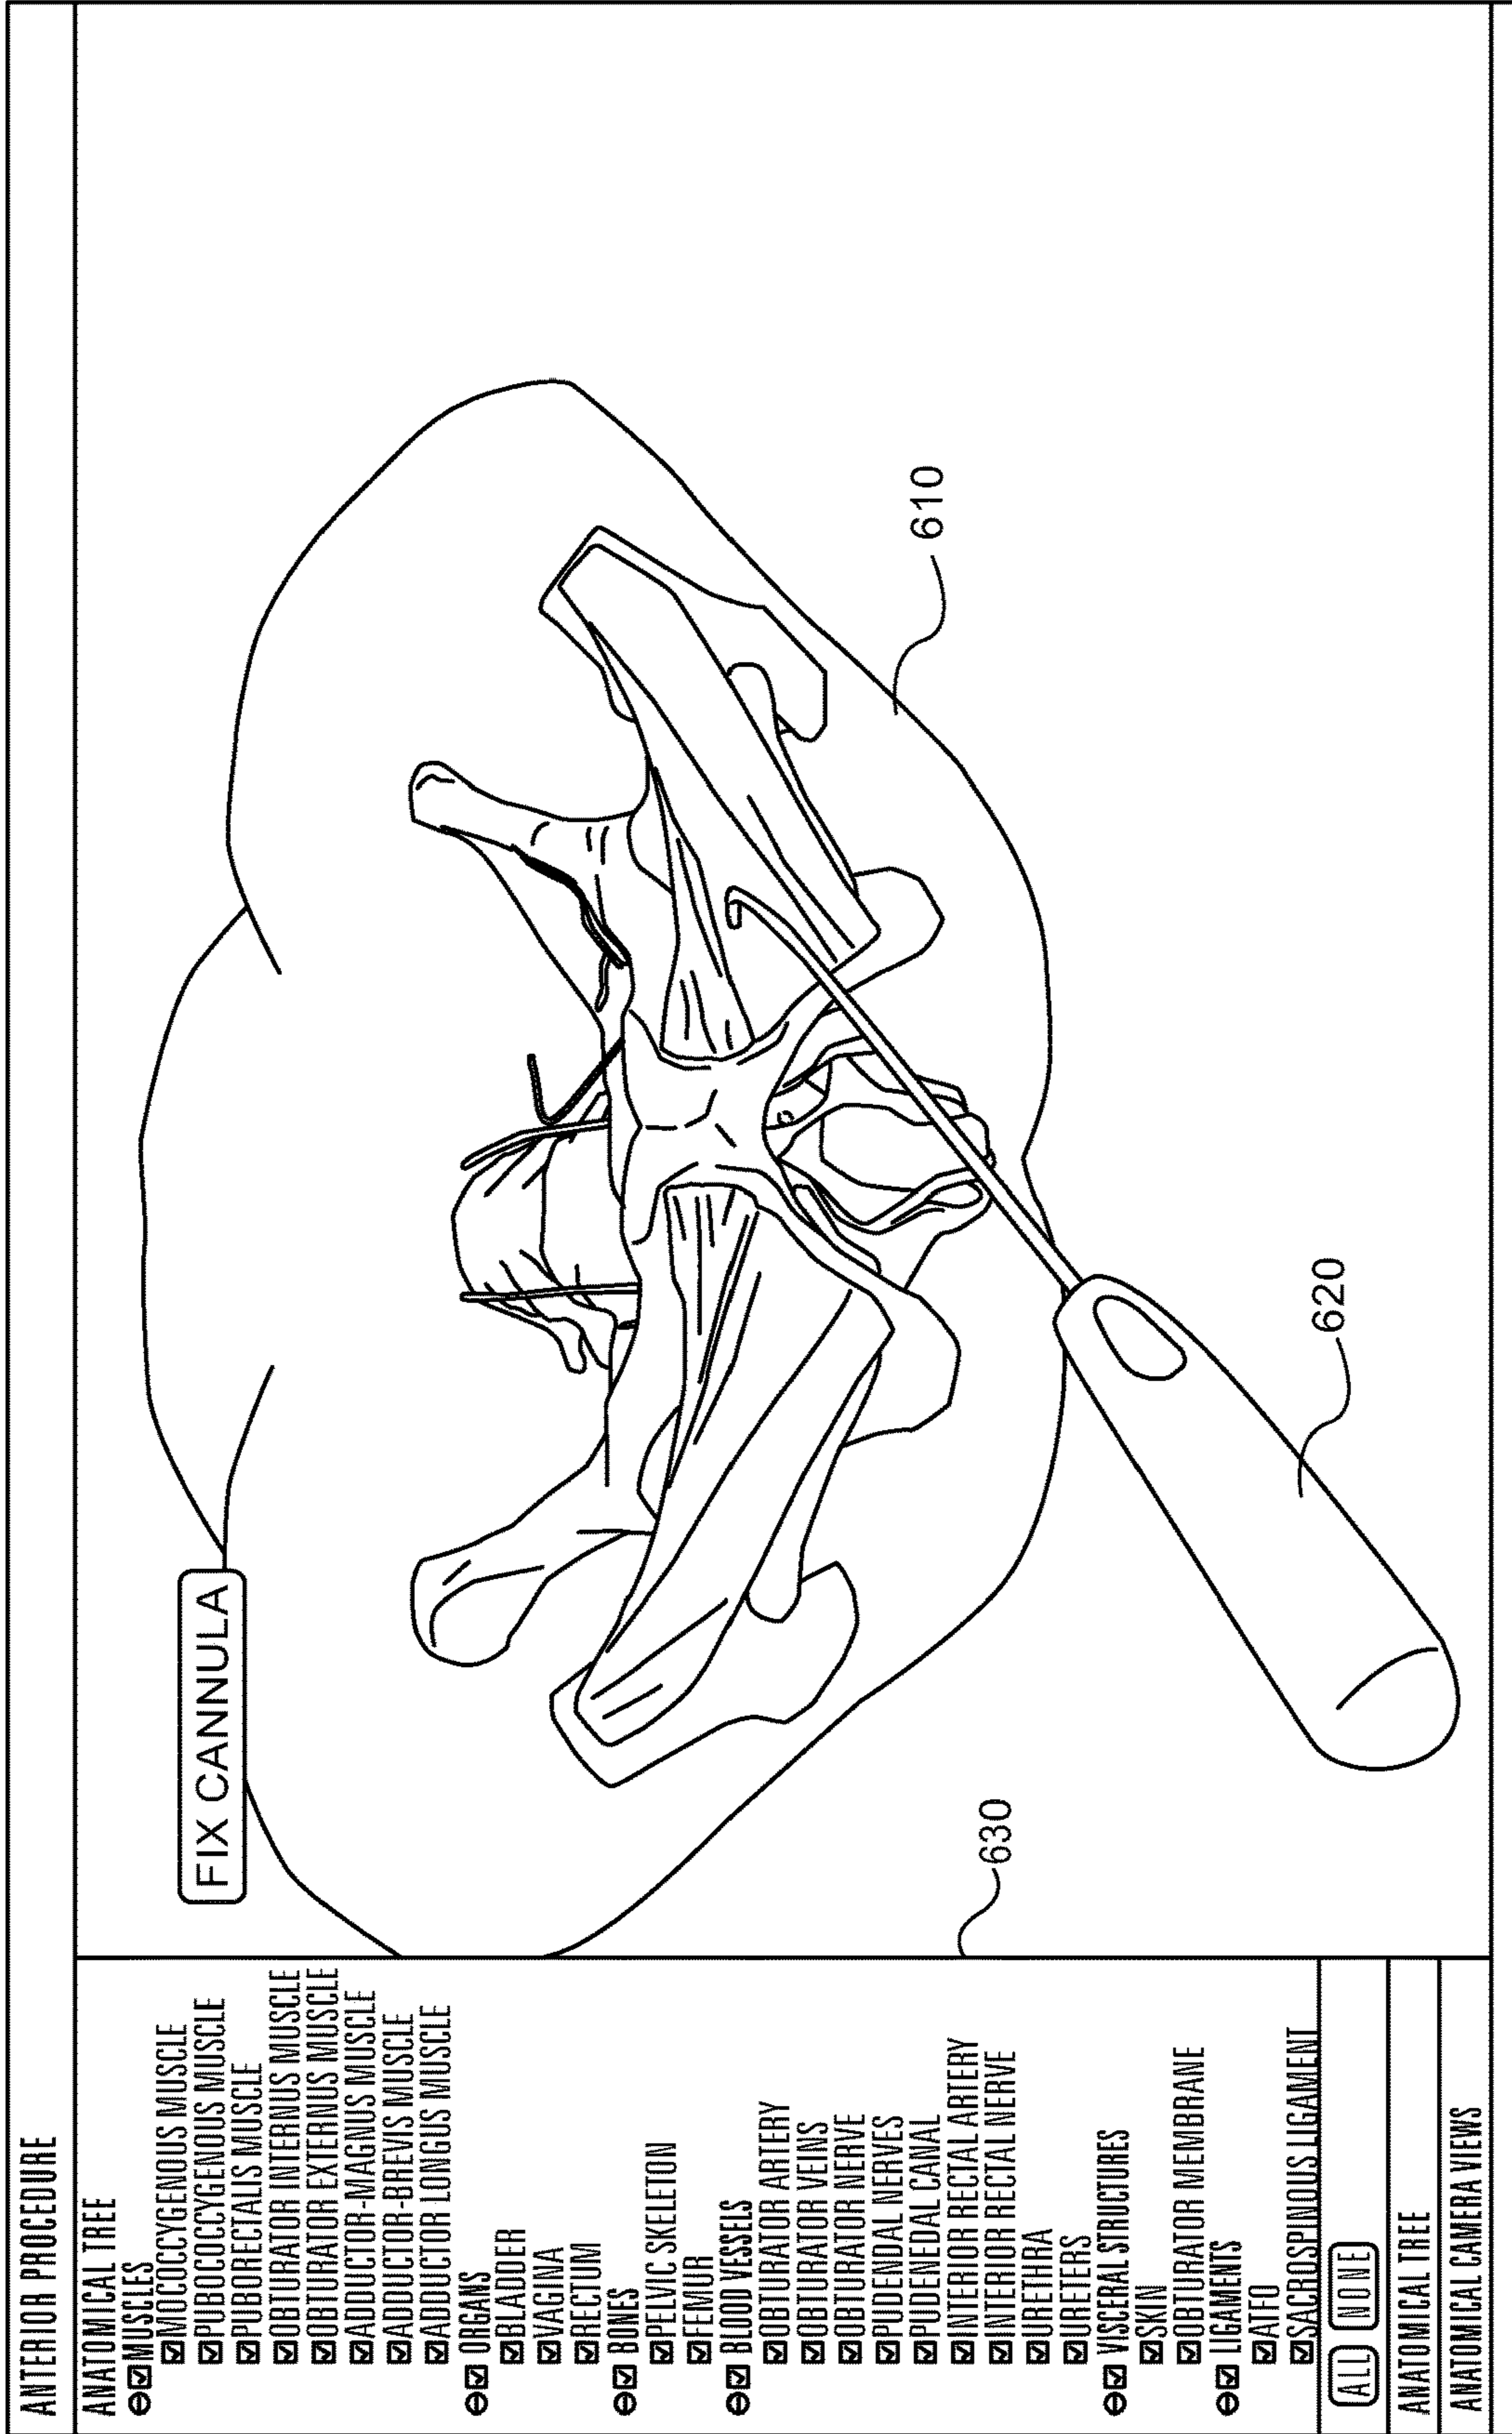 ANTERIOR PROCEDURE
ANATOMICAL TREE
MUSCLES
MOCOCCYGENOUS MUSCLE
PUBOCOCCYGENOUS MUSCLE
PUBORECTALIS MUSCLE
OBTURATOR INTERNUS MUSCLE
OBTURATOR EXTERNUS MUSCLE
ADDUCTOR-MAGNUS MUSCLE
ADDUCTOR-BREVIS MUSCLE
ADDUCTOR LONGUS MUSCLE
ORGANS
BLADDER
VAGINA
RECTUM
BONES
PELVIC SKELETON
FEMUR
BLOOD VESSELS
OBTURATOR ARTERY
OBTURATOR VEINS
OBTURATOR NERVE
PUDENDAL NERVES
PUDENEDAL CANAL
INTERIOR RECTAL ARTERY
INTERIOR RECTAL NERVE
URETHRA
URETERS
VISCERAL STRUCTURES
SKIN
OBTURATOR MEMBRANE
LIGAMENTS
ATFO
SACROSPINOUS LIGAMENT
ALL NONE
ANATOMICAL TREE
ANATOMICAL CAMERA VIEWS
FIX CANNULA
630
620
610